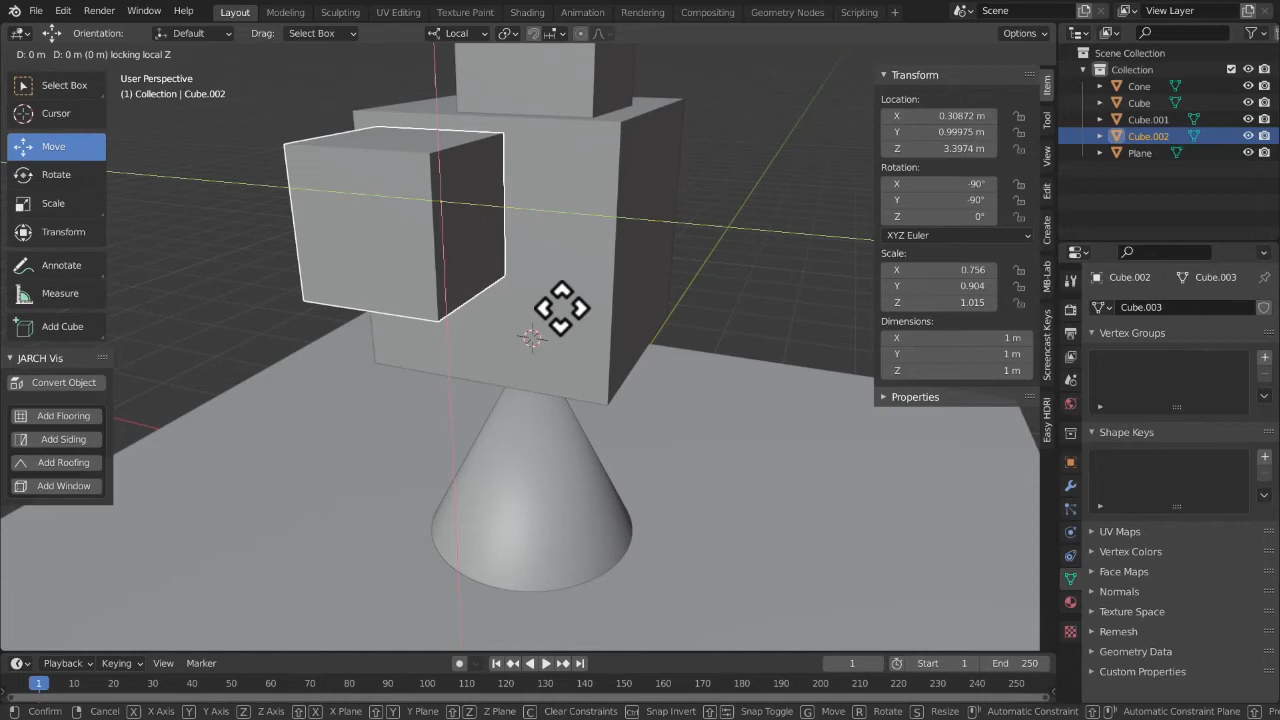 File Edit Render Window Help Layout Modeling Sculpting UV Editing Texture Paint Shading Animation Rendering Compositing Geometry Nodes Scripting + Scene View Layer
Orientation: Default Drag: Select Box Local Options
D: 0 m D: 0 m (0 m) locking local Z
User Perspective
(1) Collection | Cube.002
Select Box
Cursor
Move
Rotate
Scale
Transform
Annotate
Measure
Add Cube
JARCH Vis
Convert Object
Add Flooring
Add Siding
Add Roofing
Add Window
Transform
Location:
X 0.30872 m
Y 0.99975 m
Z 3.3974 m
Rotation:
X -90°
Y -90°
Z 0°
XYZ Euler
Scale:
X 0.756
Y 0.904
Z 1.015
Dimensions:
X 1 m
Y 1 m
Z 1 m
Properties
Item
Tool
View
Edit
Create
MB-Lab
Screencast Keys
Easy HDRI
Scene Collection
Collection
Cone
Cube
Cube.001
Cube.002
Plane
Cube.002 Cube.003
Cube.003
Vertex Groups
Shape Keys
UV Maps
Vertex Colors
Face Maps
Normals
Texture Space
Remesh
Geometry Data
Custom Properties
Playback Keying View Marker 1 Start 1 End 250
1 10 20 30 40 50 60 70 80 90 100 110 120 130 140 150 160 170 180 190 200 210 220 230 240 250
Confirm Cancel X X Axis Y Y Axis Z Z Axis X X Plane Y Y Plane Z Z Plane C Clear Constraints Ctrl Snap Invert Snap Toggle G Move R Rotate S Resize Automatic Constraint Automatic Constraint Plane Pro